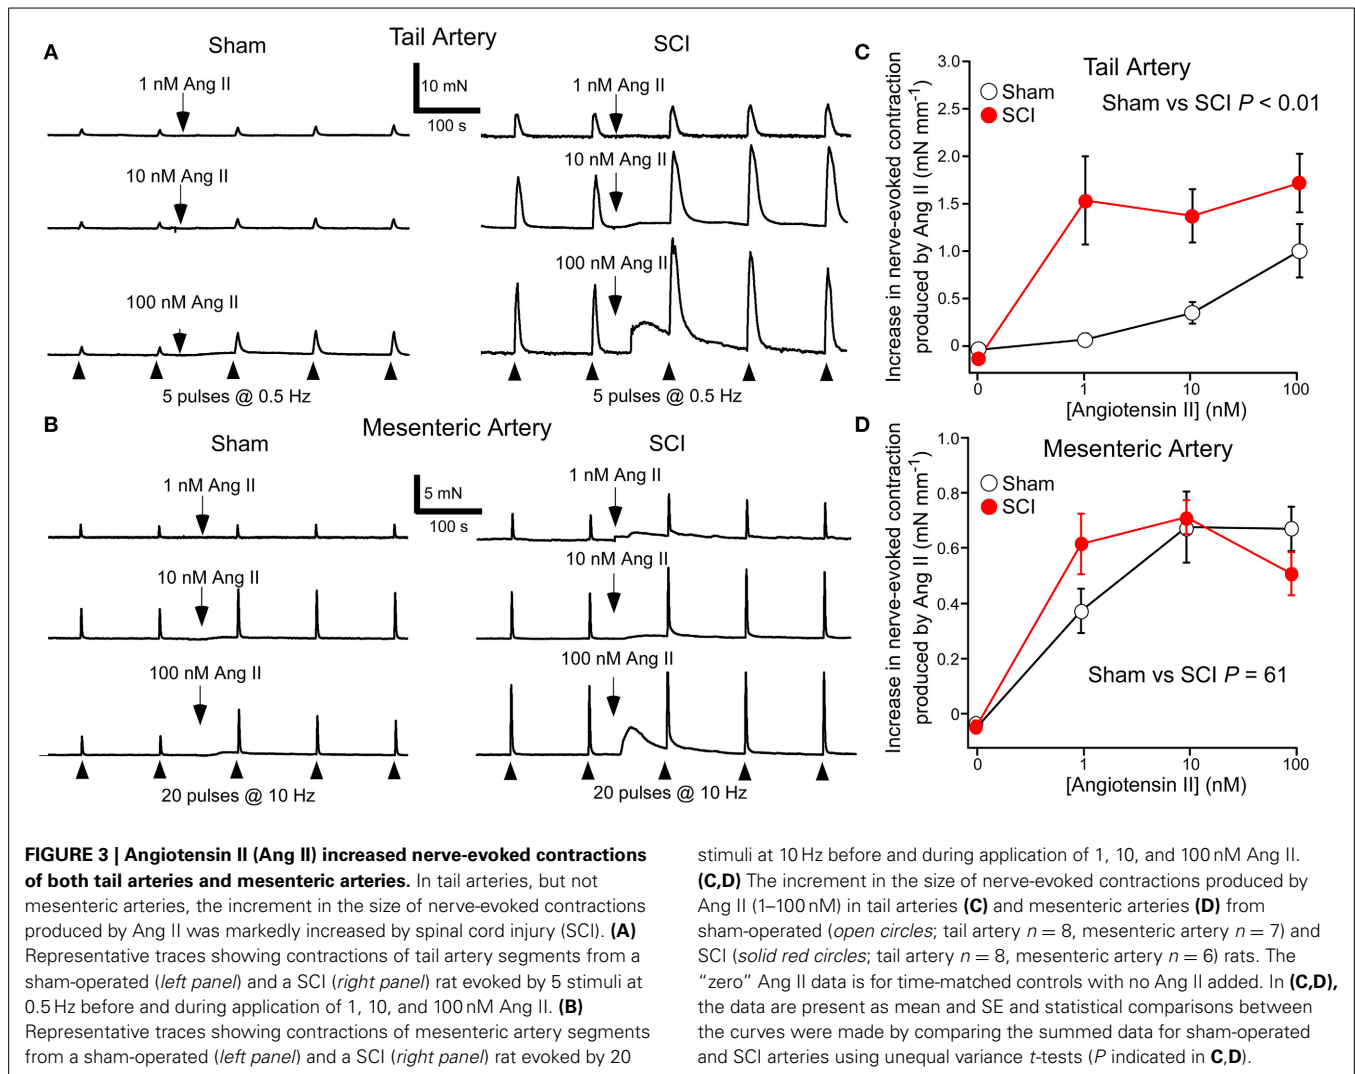 A
Sham
Tail Artery
SCI
1 nM Ang II
10 mN
100 s
1 nM Ang II
10 nM Ang II
10 nM Ang II
100 nM Ang II
100 nM Ang II
5 pulses @ 0.5 Hz
5 pulses @ 0.5 Hz
C
Increase in nerve-evoked contraction
produced by Ang II (mN mm⁻¹)
Tail Artery
Sham
SCI
Sham vs SCI P < 0.01
3.0
2.5
2.0
1.5
1.0
0.5
0
0
1
10
100
[Angiotensin II] (nM)
B
Mesenteric Artery
Sham
SCI
1 nM Ang II
5 mN
100 s
1 nM Ang II
10 nM Ang II
10 nM Ang II
100 nM Ang II
100 nM Ang II
20 pulses @ 10 Hz
20 pulses @ 10 Hz
D
Increase in nerve-evoked contraction
produced by Ang II (mN mm⁻¹)
Mesenteric Artery
Sham
SCI
Sham vs SCI P = 61
1.0
0.8
0.6
0.4
0.2
0
0
1
10
100
[Angiotensin II] (nM)
FIGURE 3 | Angiotensin II (Ang II) increased nerve-evoked contractions
of both tail arteries and mesenteric arteries. In tail arteries, but not
mesenteric arteries, the increment in the size of nerve-evoked contractions
produced by Ang II was markedly increased by spinal cord injury (SCI). (A)
Representative traces showing contractions of tail artery segments from a
sham-operated (left panel) and a SCI (right panel) rat evoked by 5 stimuli at
0.5 Hz before and during application of 1, 10, and 100 nM Ang II. (B)
Representative traces showing contractions of mesenteric artery segments
from a sham-operated (left panel) and a SCI (right panel) rat evoked by 20
stimuli at 10 Hz before and during application of 1, 10, and 100 nM Ang II.
(C,D) The increment in the size of nerve-evoked contractions produced by
Ang II (1–100 nM) in tail arteries (C) and mesenteric arteries (D) from
sham-operated (open circles; tail artery n = 8, mesenteric artery n = 7) and
SCI (solid red circles; tail artery n = 8, mesenteric artery n = 6) rats. The
“zero” Ang II data is for time-matched controls with no Ang II added. In (C,D),
the data are present as mean and SE and statistical comparisons between
the curves were made by comparing the summed data for sham-operated
and SCI arteries using unequal variance t-tests (P indicated in C,D).